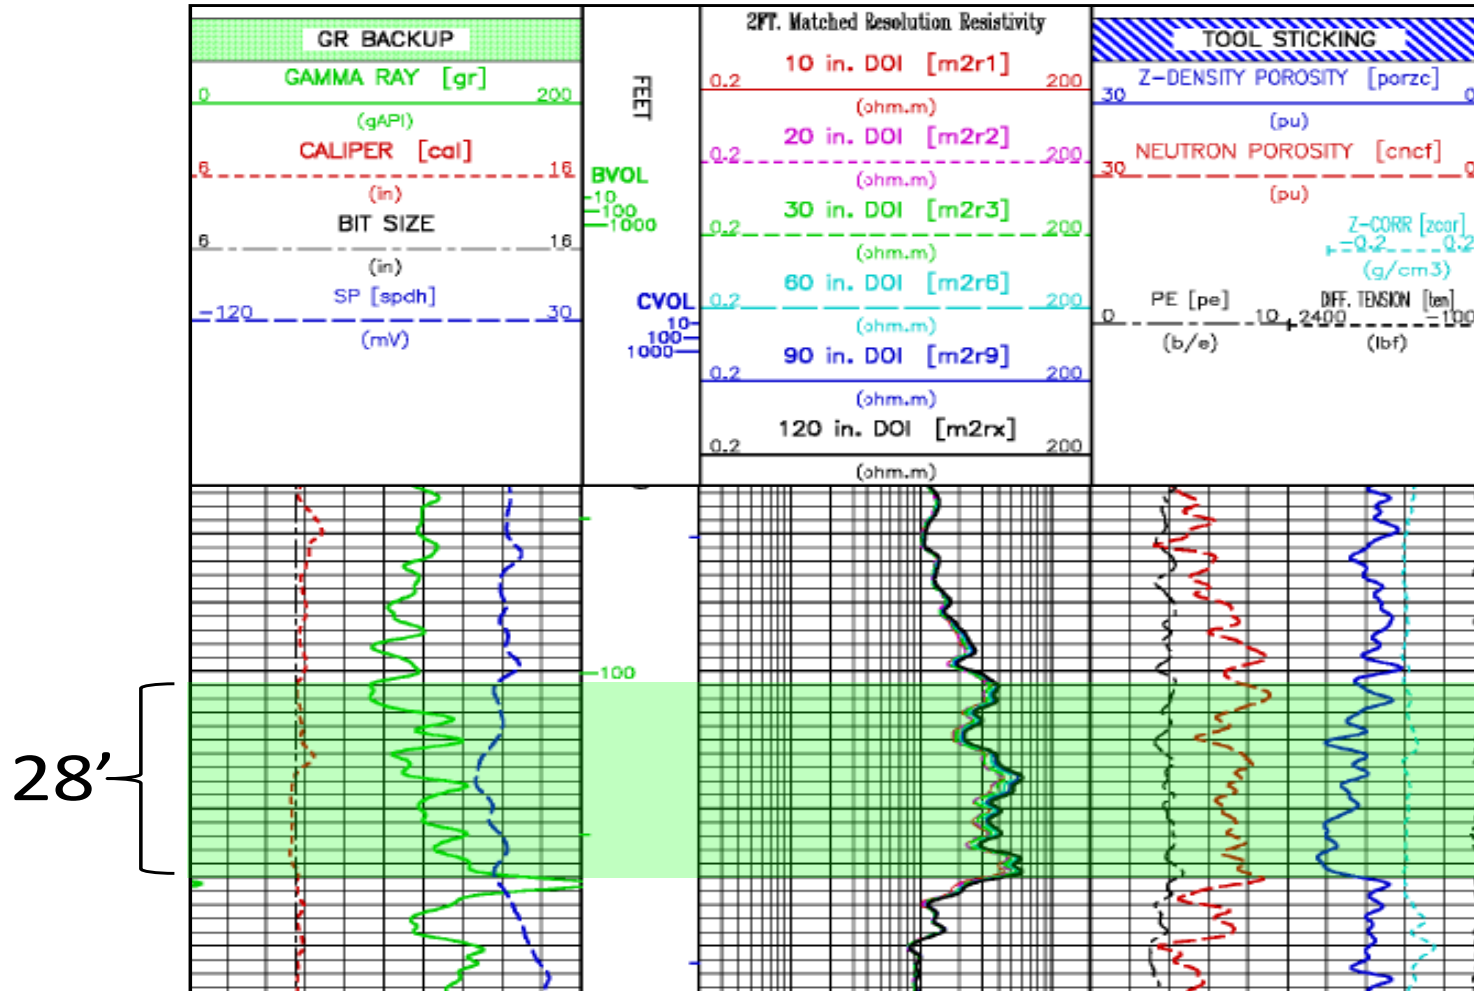 GR BACKUP
GAMMA RAY [gr]
0 200
(gAPI)
CALIPER [cal]
6 16
(in)
BIT SIZE
6 16
(in)
SP [spdh]
-120 30
(mV)
FEET
BVOL
10
100
1000
CVOL
10
100
1000
2FT. Matched Resolution Resistivity
10 in. DOI [m2r1]
0.2 200
(ohm.m)
20 in. DOI [m2r2]
0.2 200
(ohm.m)
30 in. DOI [m2r3]
0.2 200
(ohm.m)
60 in. DOI [m2r6]
0.2 200
(ohm.m)
90 in. DOI [m2r9]
0.2 200
(ohm.m)
120 in. DOI [m2rx]
0.2 200
(ohm.m)
TOOL STICKING
Z-DENSITY POROSITY [porzc]
30 0
(pu)
NEUTRON POROSITY [cncf]
30 0
(pu)
Z-CORR [zcor]
-0.2 0.2
(g/cm3)
PE [pe]
0 10
(b/e)
DIFF. TENSION [ten]
2400 -100
(lbf)
100
28'